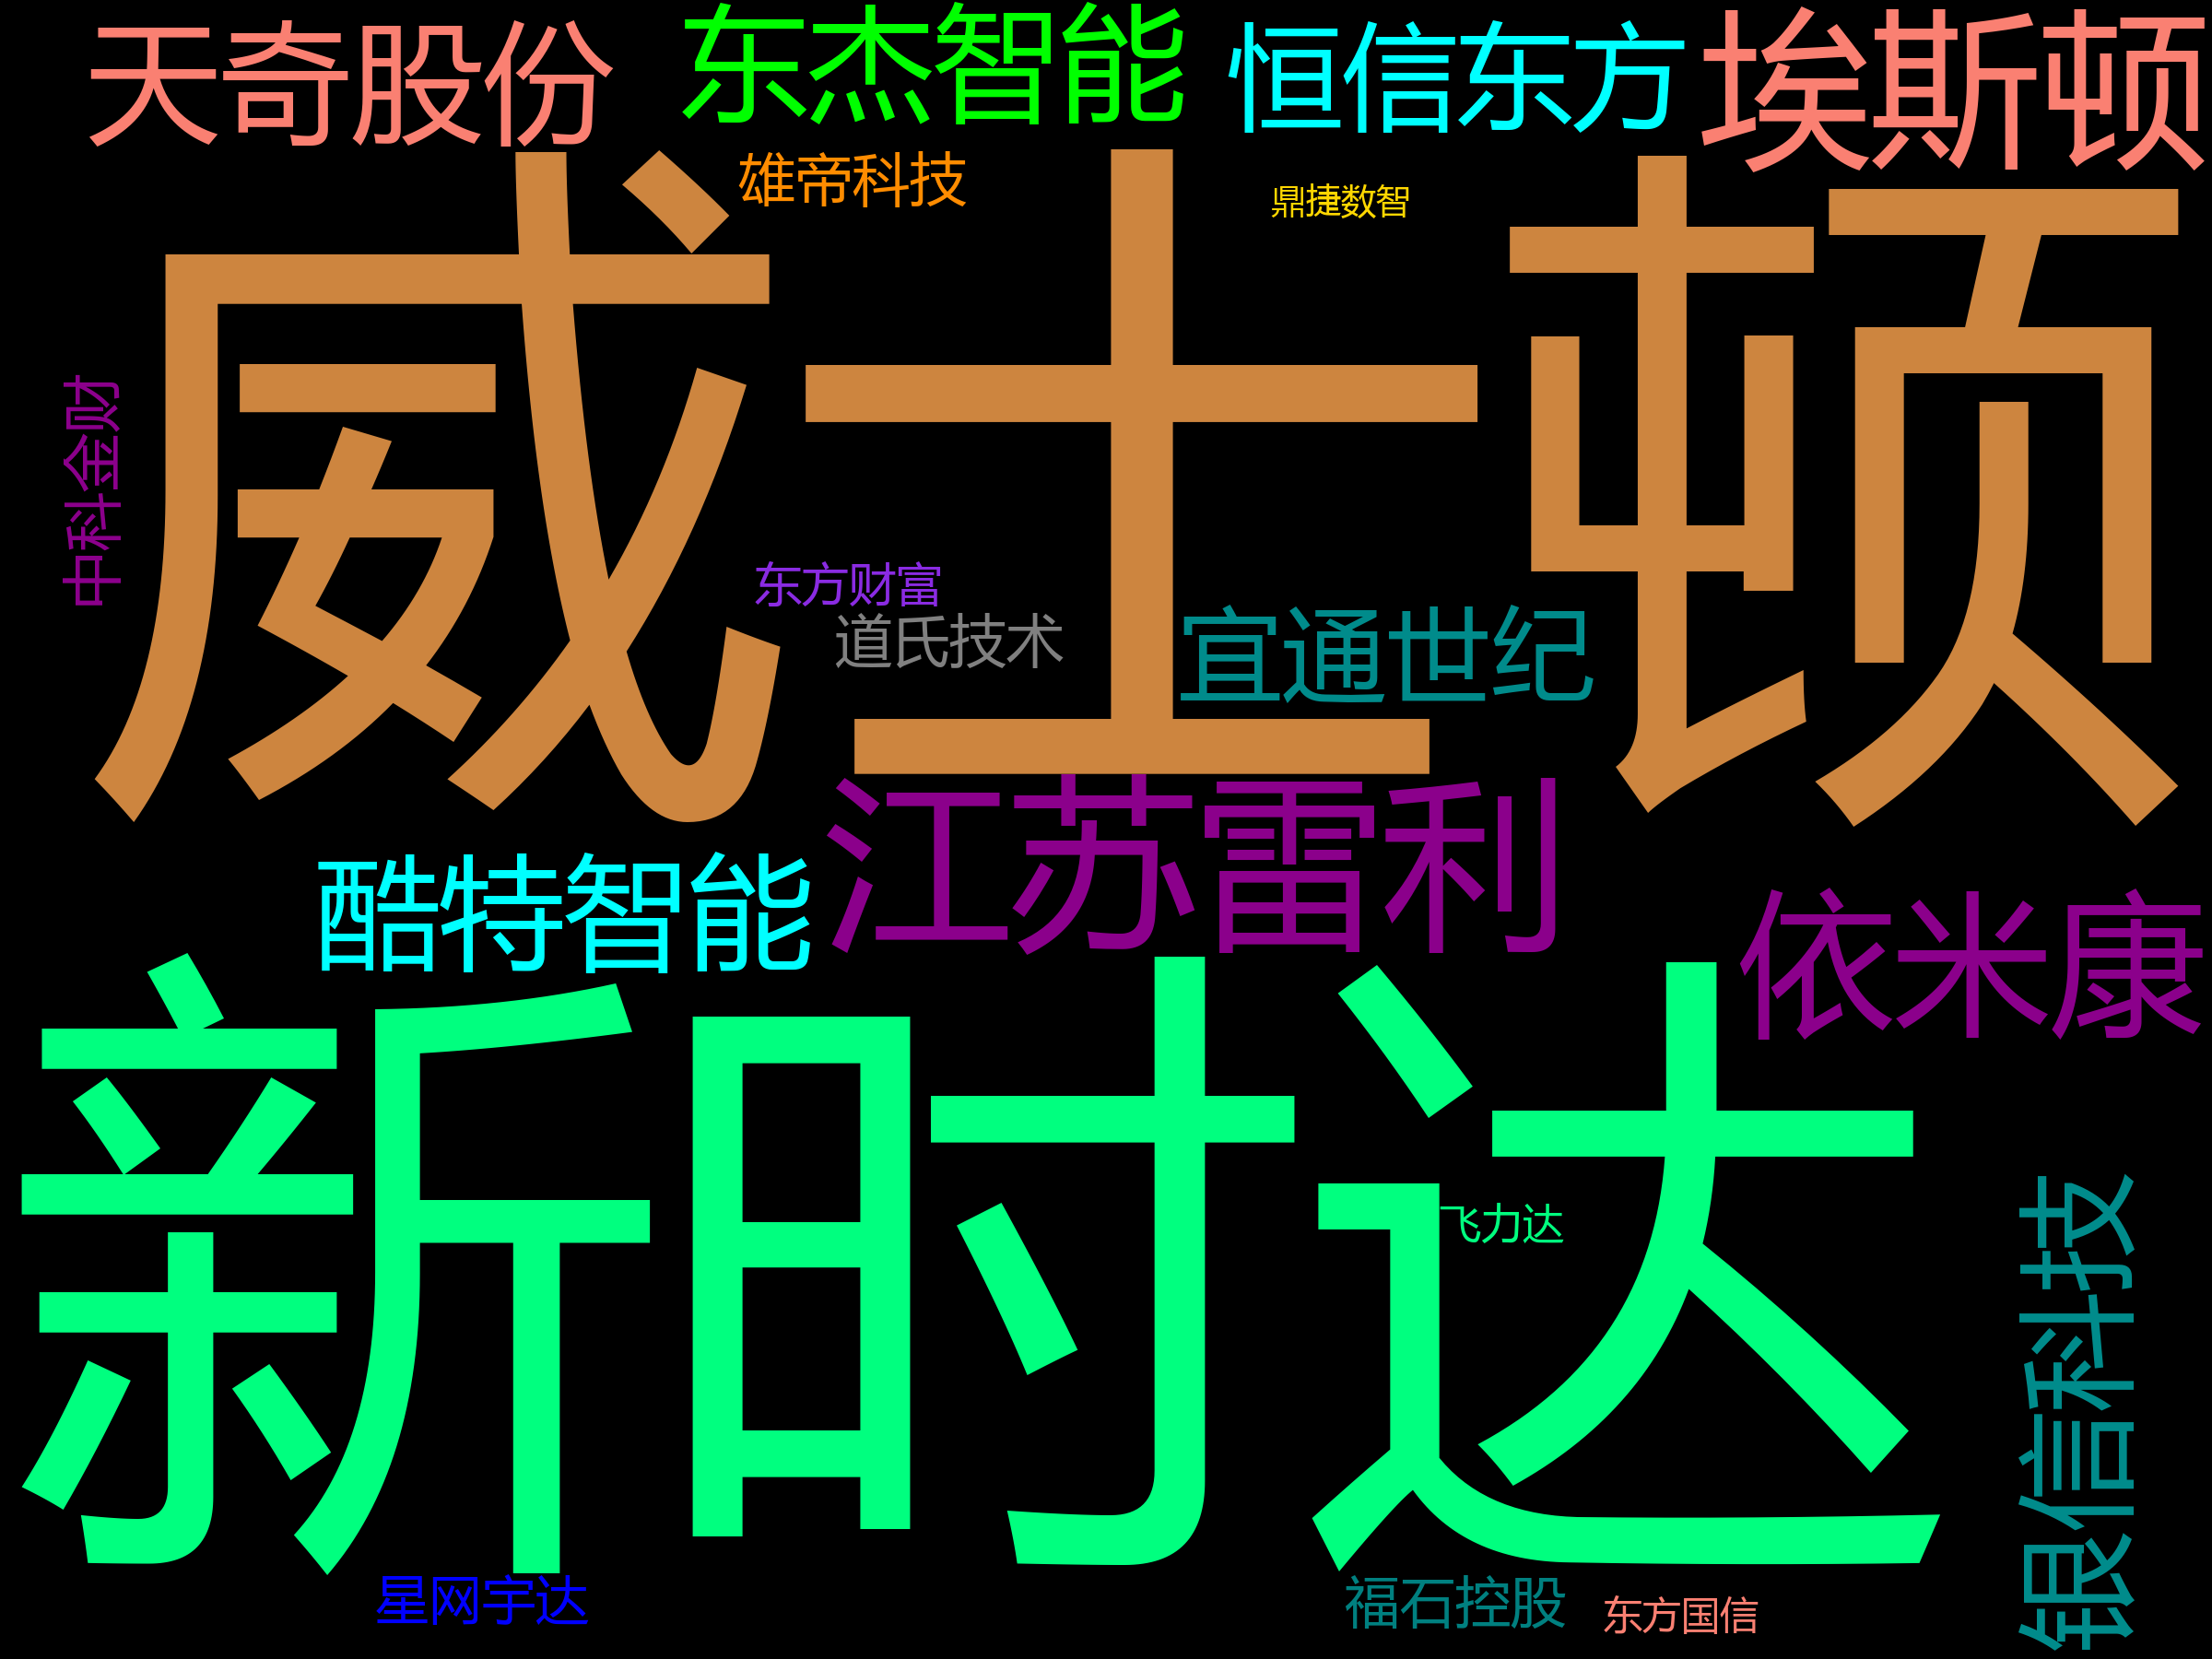 天奇股份
东杰智能
恒信东方
埃斯顿
雄帝科技
鼎捷数智
威士顿
中科金财
东方财富
道氏技术
宜通世纪
江苏雷利
酷特智能
依米康
新时达
飞力达
银信科技
星网宇达
福石控股
东方国信